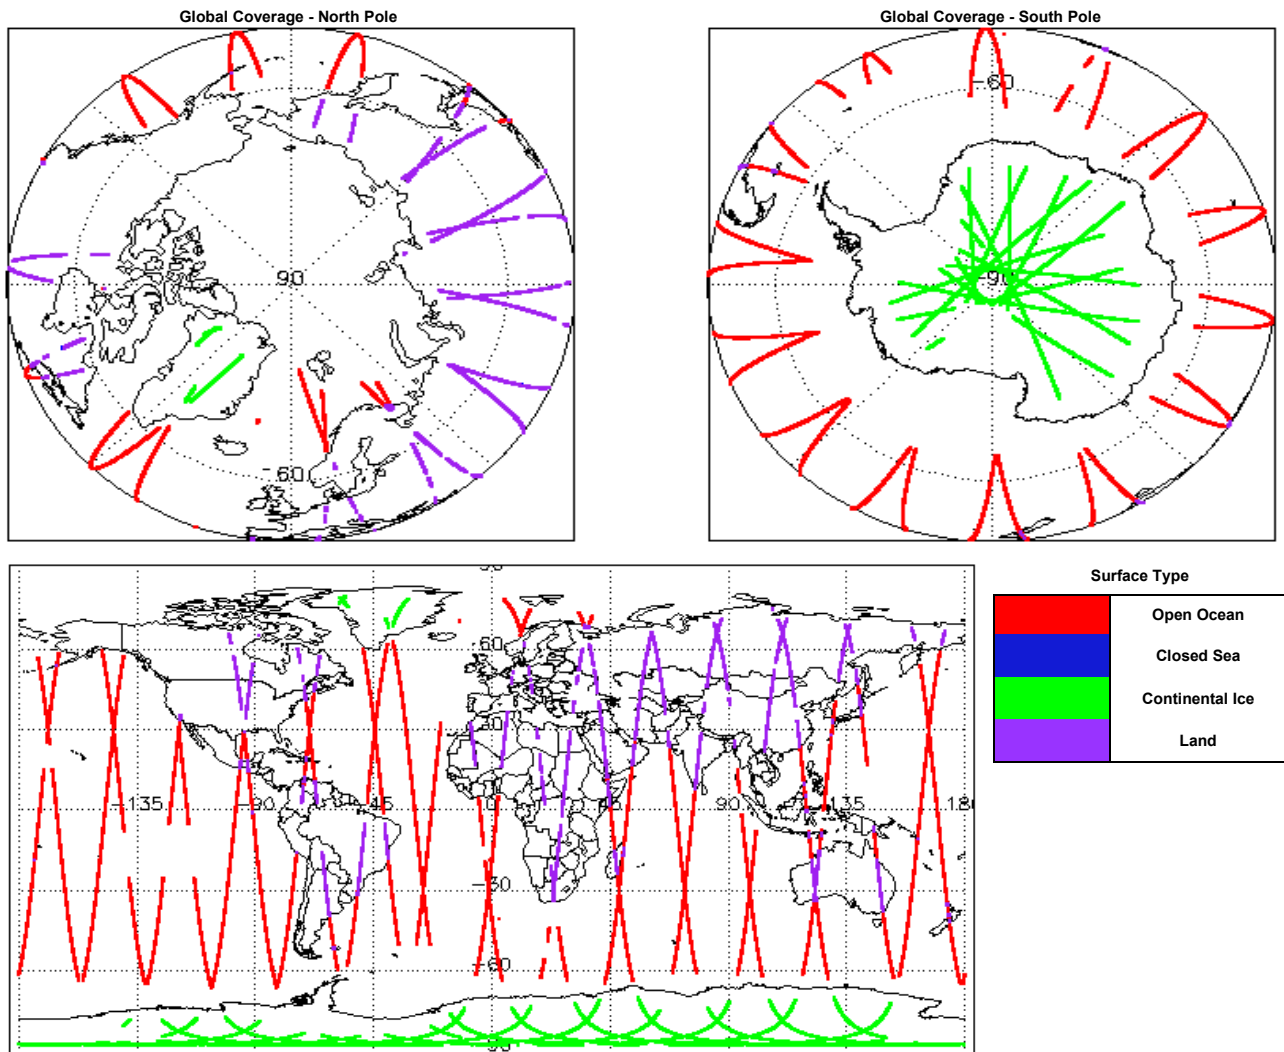 Global Coverage - North Pole
Global Coverage - South Pole
90
-60
-60
-90
Surface Type
Open Ocean
Closed Sea
Continental Ice
Land
60
30
-135 -90 -45 0 90 135 180
-30
-60